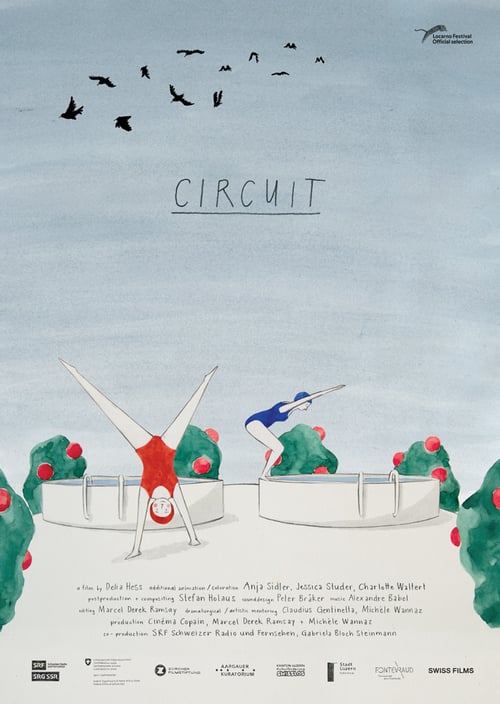 Locarno Festival
Official selection
CIRCUIT
a film by Delia Hess additional animation / coloration Anja Sidler, Jessica Studer, Charlotte Waltert
postproduction + compositing Stefan Holaus sounddesign Peter Bräker music Alexandre Babel
editing Marcel Derek Ramsay dramaturgical / artistic mentoring Claudius Gentinetta, Michèle Wannaz
production Cinéma Copain, Marcel Derek Ramsay + Michèle Wannaz
co - production SRF Schweizer Radio und Fernsehen, Gabriela Bloch Steinmann
SRF
SRG SSR
ZÜRCHER
FILMSTIFTUNG
AARGAUER
KURATORIUM
KANTON LUZERN
SWISSLOS
Stadt
Luzern
FONTEVRAUD
SWISS FILMS